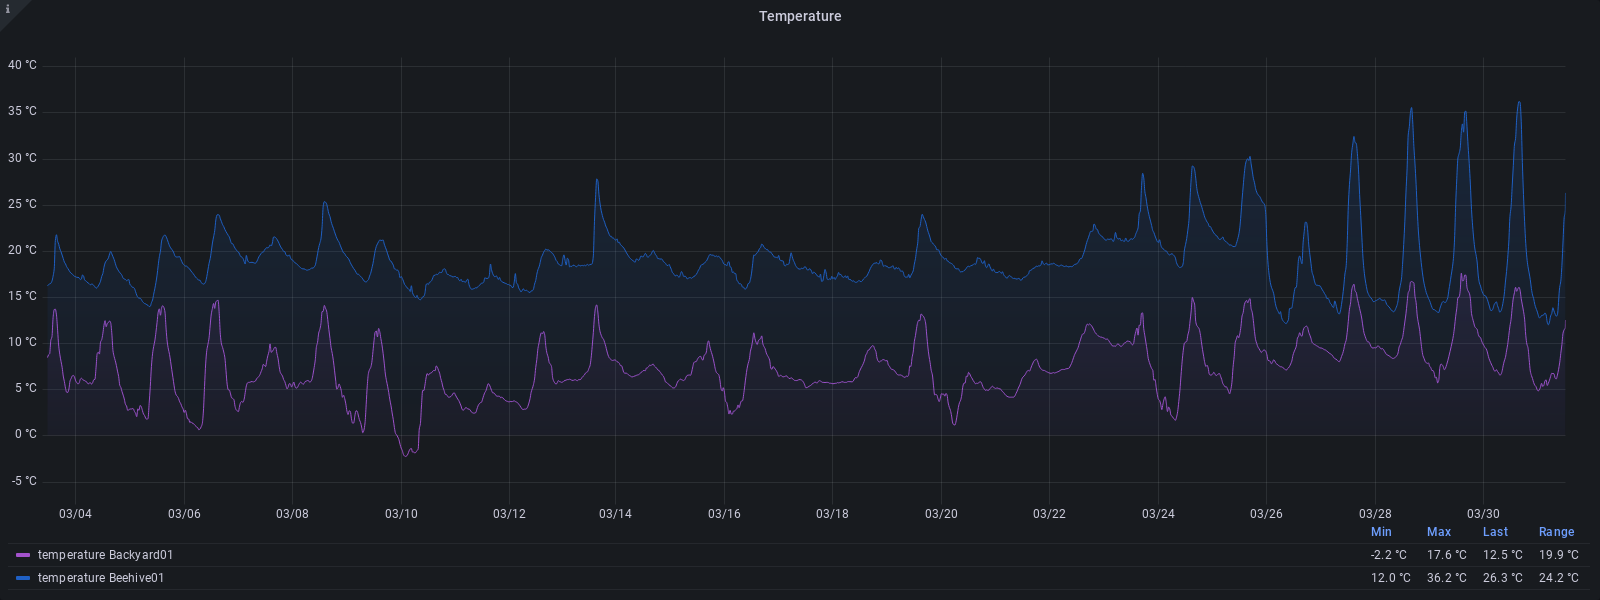 i
Temperature
40 °C
35 °C
30 °C
25 °C
20 °C
15 °C
10 °C
5 °C
0 °C
-5 °C
03/04 03/06 03/08 03/10 03/12 03/14 03/16 03/18 03/20 03/22 03/24 03/26 03/28 03/30
Min Max Last Range
temperature Backyard01 -2.2 °C 17.6 °C 12.5 °C 19.9 °C
temperature Beehive01 12.0 °C 36.2 °C 26.3 °C 24.2 °C